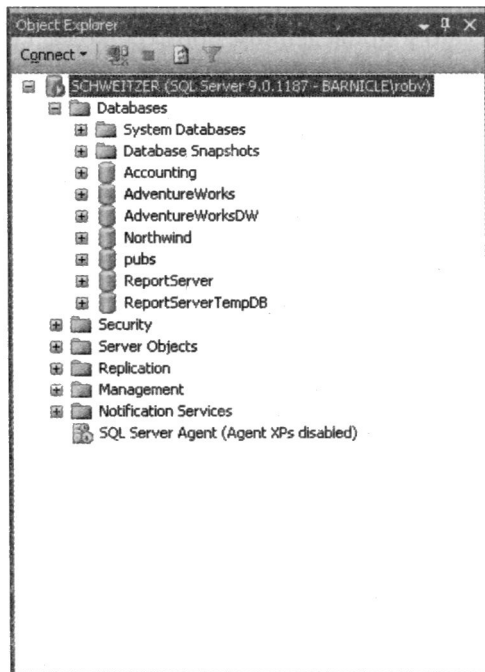 Object Explorer
Connect
SCHWEITZER (SQL Server 9.0.1187 - BARNICLE\robv)
Databases
System Databases
Database Snapshots
Accounting
AdventureWorks
AdventureWorksDW
Northwind
pubs
ReportServer
ReportServerTempDB
Security
Server Objects
Replication
Management
Notification Services
SQL Server Agent (Agent XPs disabled)